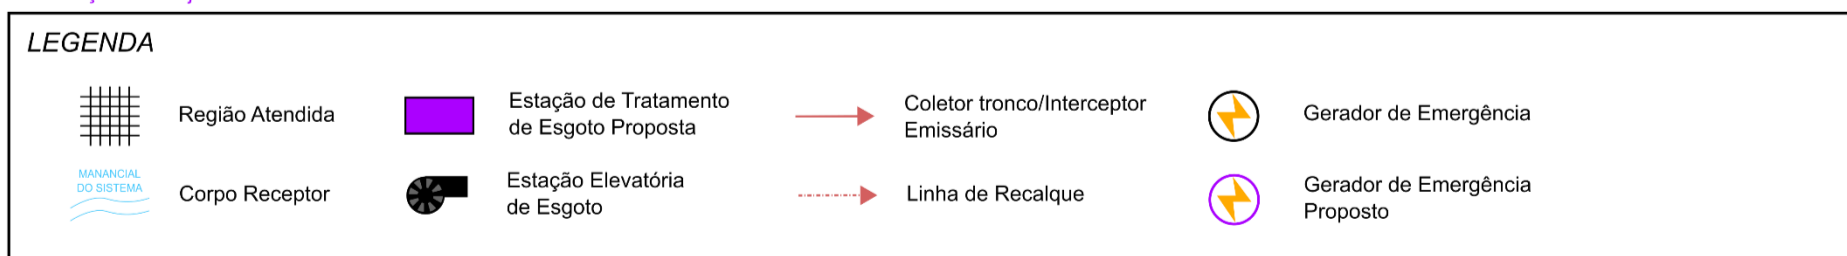 LEGENDA
Região Atendida
Estação de Tratamento
de Esgoto Proposta
Coletor tronco/Interceptor
Emissário
Gerador de Emergência
MANANCIAL
DO SISTEMA
Corpo Receptor
Estação Elevatória
de Esgoto
Linha de Recalque
Gerador de Emergência
Proposto